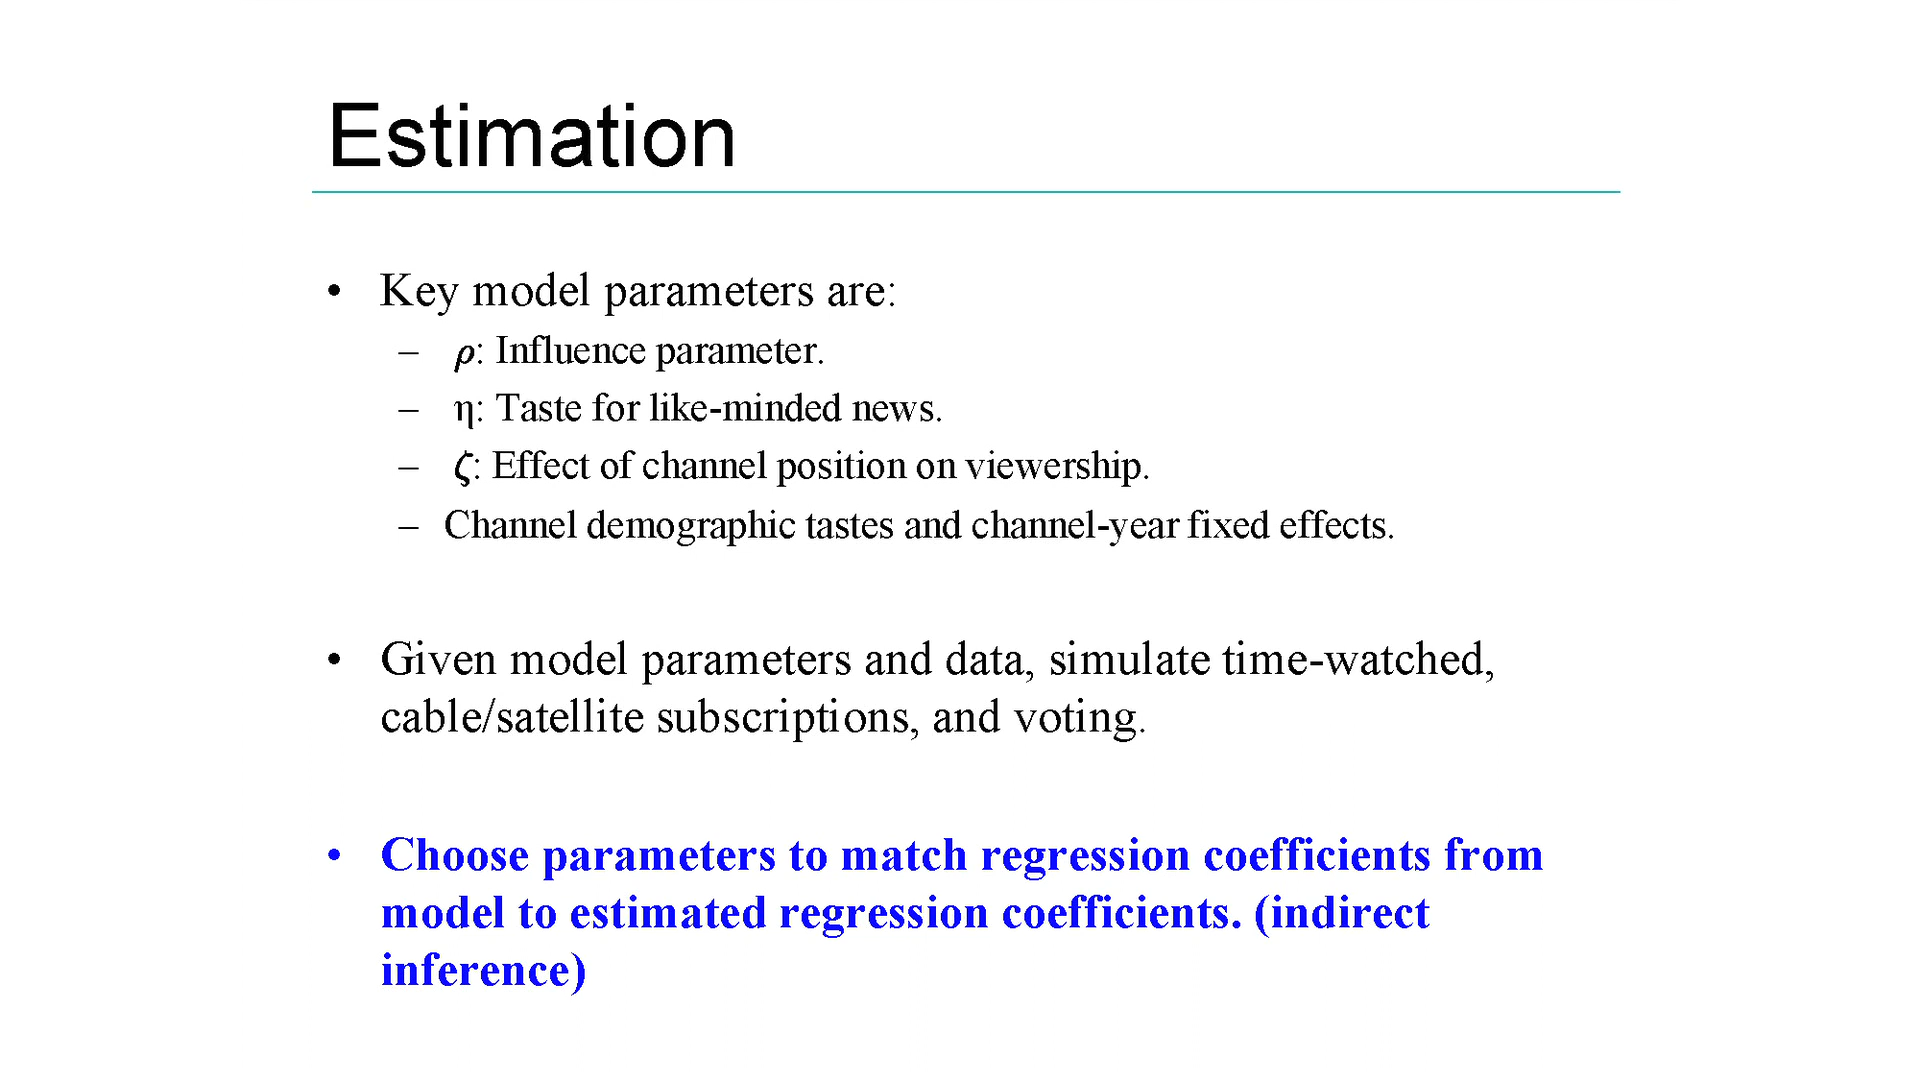 Estimation
• Key model parameters are:
– ρ: Influence parameter.
– η: Taste for like-minded news.
– ζ: Effect of channel position on viewership.
– Channel demographic tastes and channel-year fixed effects.
• Given model parameters and data, simulate time-watched,
cable/satellite subscriptions, and voting.
• Choose parameters to match regression coefficients from
model to estimated regression coefficients. (indirect
inference)